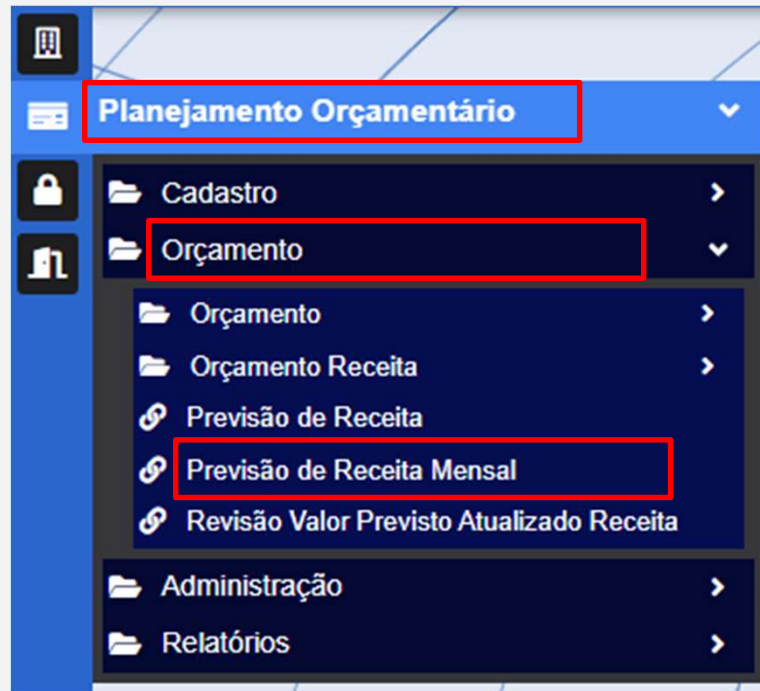 Planejamento Orçamentário
Cadastro
Orçamento
Orçamento
Orçamento Receita
Previsão de Receita
Previsão de Receita Mensal
Revisão Valor Previsto Atualizado Receita
Administração
Relatórios